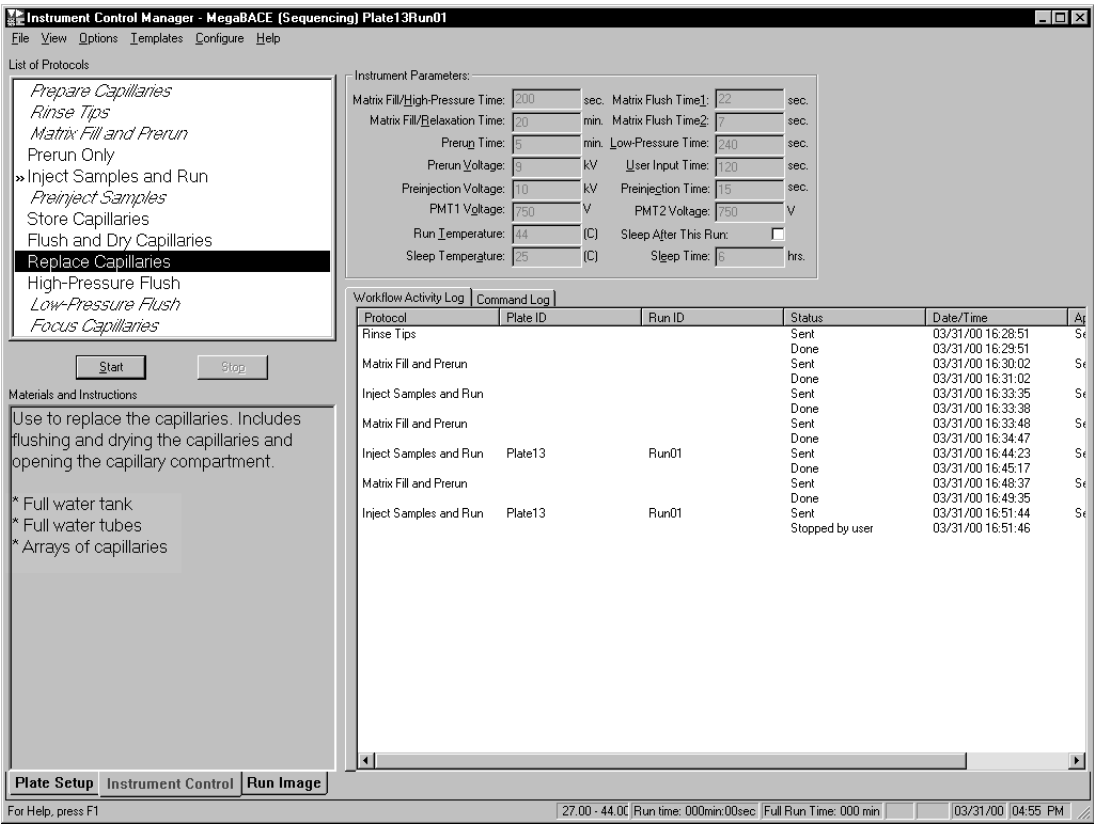 Instrument Control Manager - MegaBACE (Sequencing) Plate13Run01
File View Options Templates Configure Help
List of Protocols
Prepare Capillaries
Rinse Tips
Matrix Fill and Prerun
Prerun Only
» Inject Samples and Run
Preinject Samples
Store Capillaries
Flush and Dry Capillaries
Replace Capillaries
High-Pressure Flush
Low-Pressure Flush
Focus Capillaries
Start Stop
Materials and Instructions
Use to replace the capillaries. Includes
flushing and drying the capillaries and
opening the capillary compartment.
* Full water tank
* Full water tubes
* Arrays of capillaries
Instrument Parameters:
Matrix Fill/High-Pressure Time: 200 sec. Matrix Flush Time1: 22 sec.
Matrix Fill/Relaxation Time: 20 min. Matrix Flush Time2: 7 sec.
Prerun Time: 5 min. Low-Pressure Time: 240 sec.
Prerun Voltage: 9 kV User Input Time: 120 sec.
Preinjection Voltage: 10 kV Preinjection Time: 15 sec.
PMT1 Voltage: 750 V PMT2 Voltage: 750 V
Run Temperature: 44 (C) Sleep After This Run:
Sleep Temperature: 25 (C) Sleep Time: 6 hrs.
Workflow Activity Log Command Log
Protocol Plate ID Run ID Status Date/Time Ap
Rinse Tips Sent 03/31/00 16:28:51 Se
Done 03/31/00 16:29:51
Matrix Fill and Prerun Sent 03/31/00 16:30:02 Se
Done 03/31/00 16:31:02
Inject Samples and Run Sent 03/31/00 16:33:35 Se
Done 03/31/00 16:33:38
Matrix Fill and Prerun Sent 03/31/00 16:33:48 Se
Done 03/31/00 16:34:47
Inject Samples and Run Plate13 Run01 Sent 03/31/00 16:44:23 Se
Done 03/31/00 16:45:17
Matrix Fill and Prerun Sent 03/31/00 16:48:37 Se
Done 03/31/00 16:49:35
Inject Samples and Run Plate13 Run01 Sent 03/31/00 16:51:44 Se
Stopped by user 03/31/00 16:51:46
Plate Setup Instrument Control Run Image
For Help, press F1 27.00 - 44.00 Run time: 000min:00sec Full Run Time: 000 min 03/31/00 04:55 PM